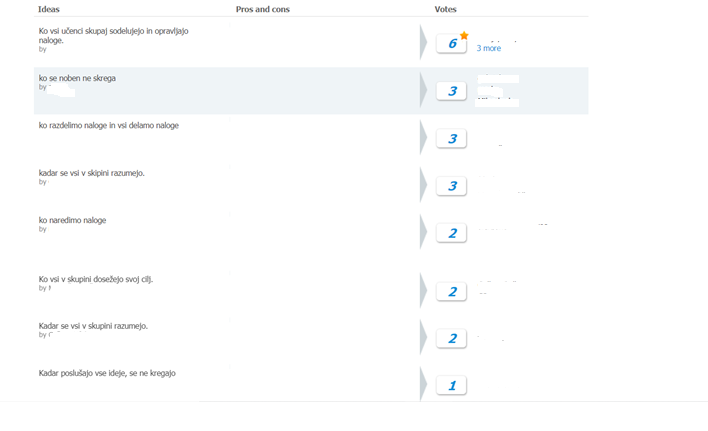 Ideas Pros and cons Votes
Ko vsi učenci skupaj sodelujejo in opravljajo
naloge.
by
6
3 more
ko se noben ne skrega
by
3
ko razdelimo naloge in vsi delamo naloge
3
kadar se vsi v skipini razumejo.
by
3
ko naredimo naloge
by
2
Ko vsi v skupini dosežejo svoj cilj.
by
2
Kadar se vsi v skupini razumejo.
by
2
Kadar poslušajo vse ideje, se ne kregajo
1